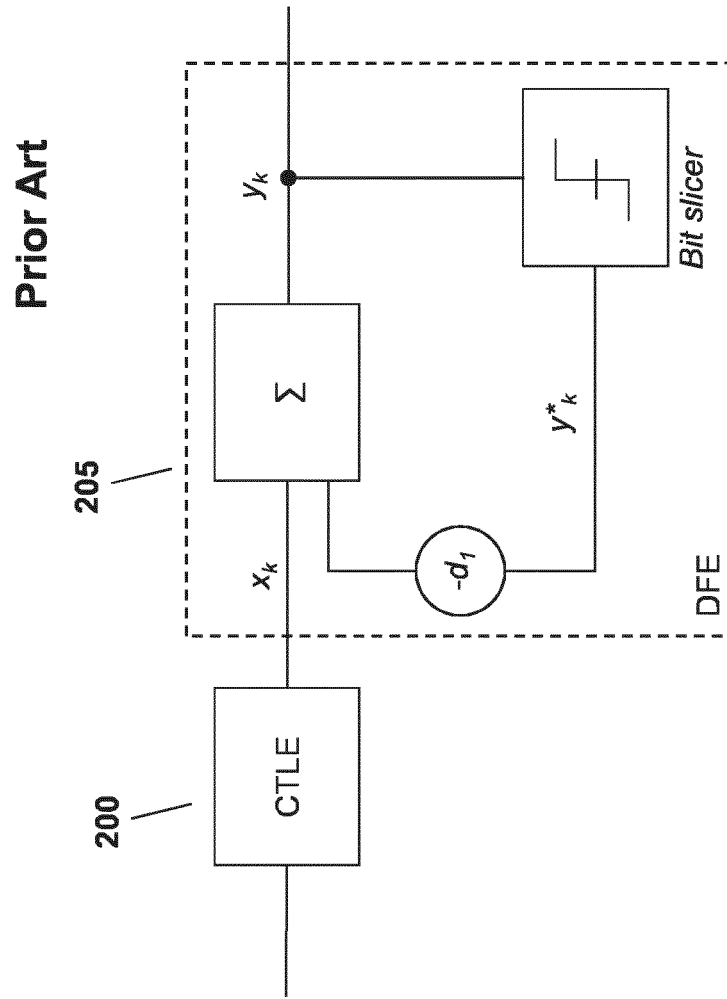 Prior Art
200
205
CTLE
x_k
Σ
y_k
-d_1
y*_k
Bit slicer
DFE